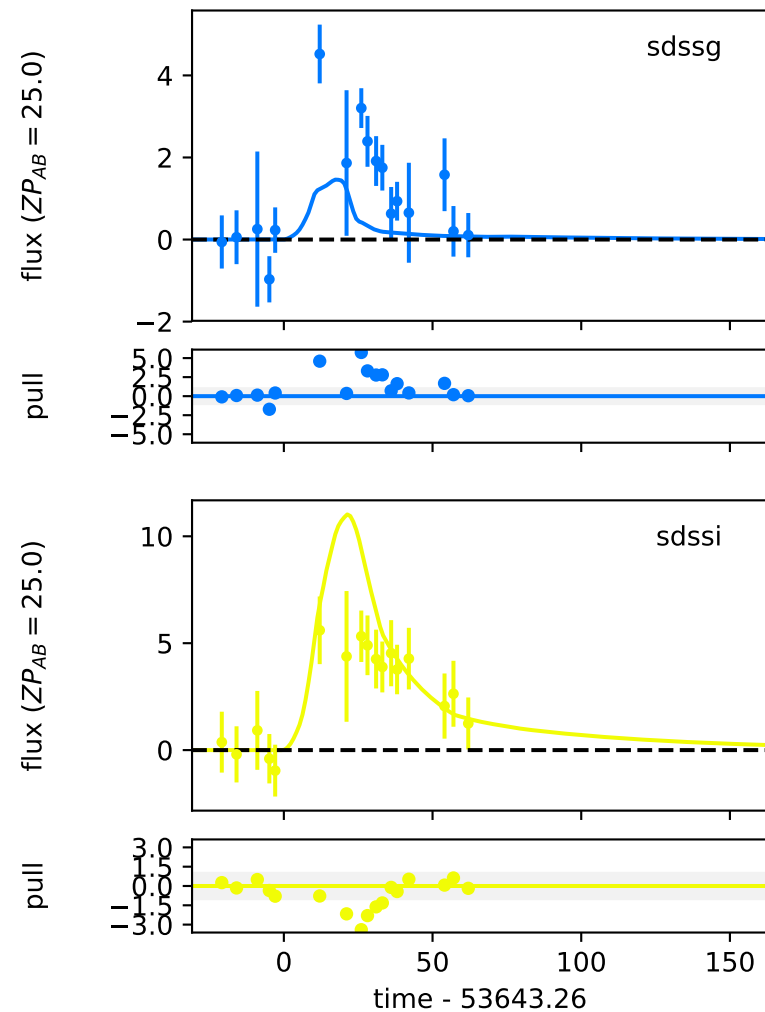 sdssg
flux (ZP_AB = 25.0)
4
2
0
−2
pull
5.0
2.5
0.0
−2.5
−5.0
sdssi
flux (ZP_AB = 25.0)
10
5
0
pull
3.0
1.5
0.0
−1.5
−3.0
0 50 100 150
time - 53643.26